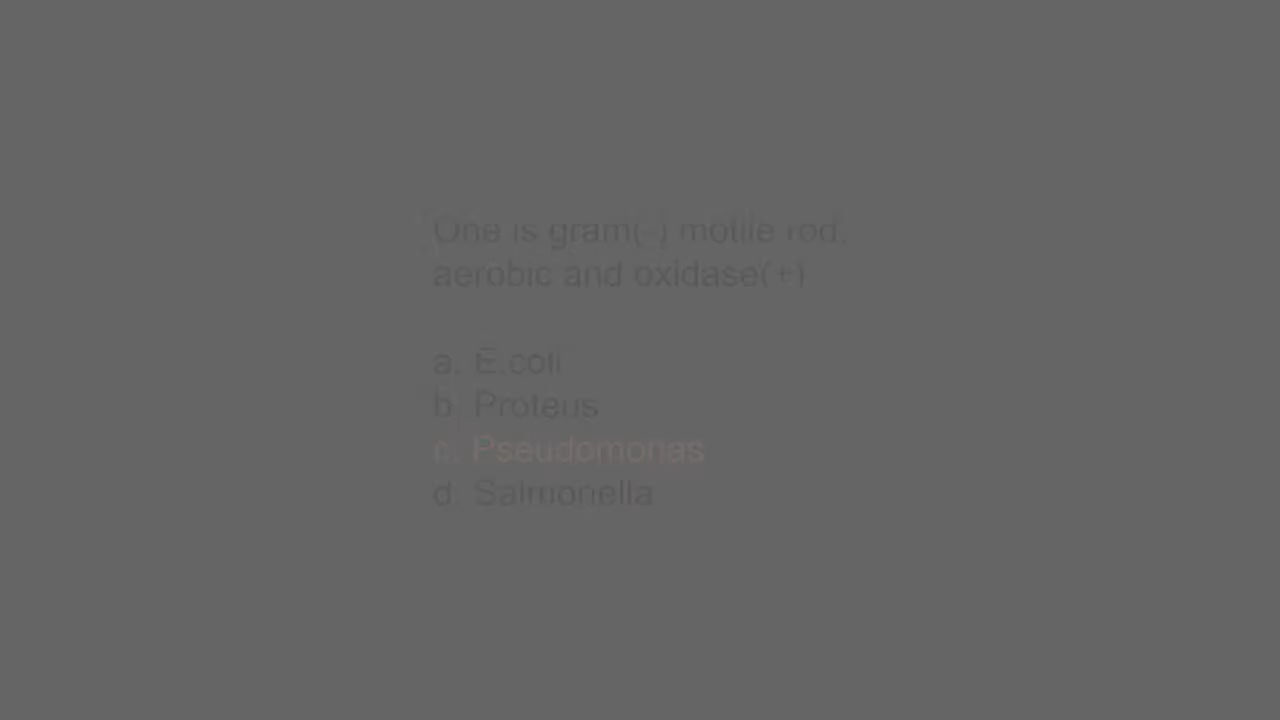 One is gram(-) motile rod,
aerobic and oxidase(+)
a. E.coli
b. Proteus
c. Pseudomonas
d. Salmonella